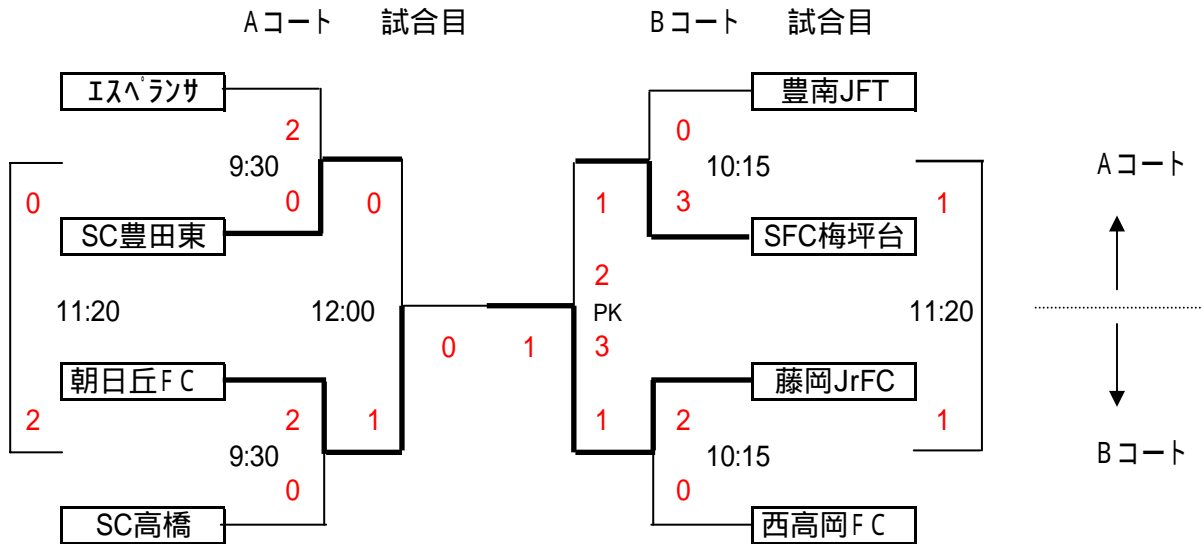 Aコート 試合目 Bコート 試合目
エスペランサ 豊南JFT
2 0
9:30 10:15 Aコート
0 0 0 1 3 1
SC豊田東 SFC梅坪台
2
11:20 12:00 PK 11:20
0 1 3
朝日丘FC 藤岡JrFC
2 2 1 1 2 1
9:30 10:15 Bコート
0 0
SC高橋 西高岡FC